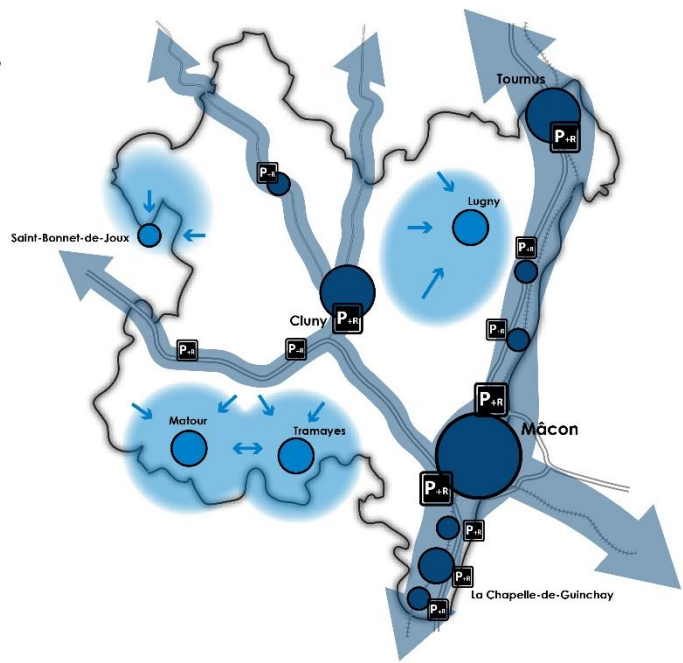 Tournus
P+R
P+R
Lugny
Saint-Bonnet-de-Joux
P+R
Cluny
P+R
P+R
P+R
P+R
P+R
Matour
Tramayes
Mâcon
P+R
P+R
P+R
La Chapelle-de-Guinchay
P+R